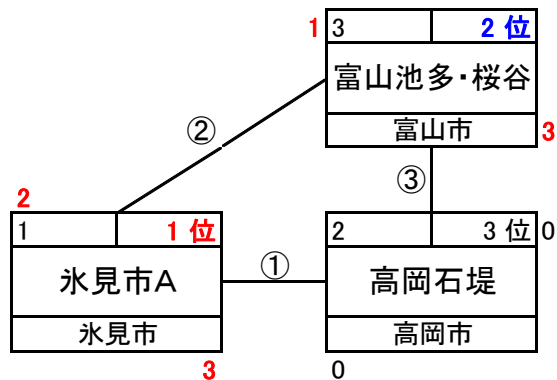 1 3 2 位
富山池多・桜谷
富山市 3
②
③
2
1 1 位
氷見市A
氷見市
3
①
2 3 位 0
高岡石堤
高岡市
0